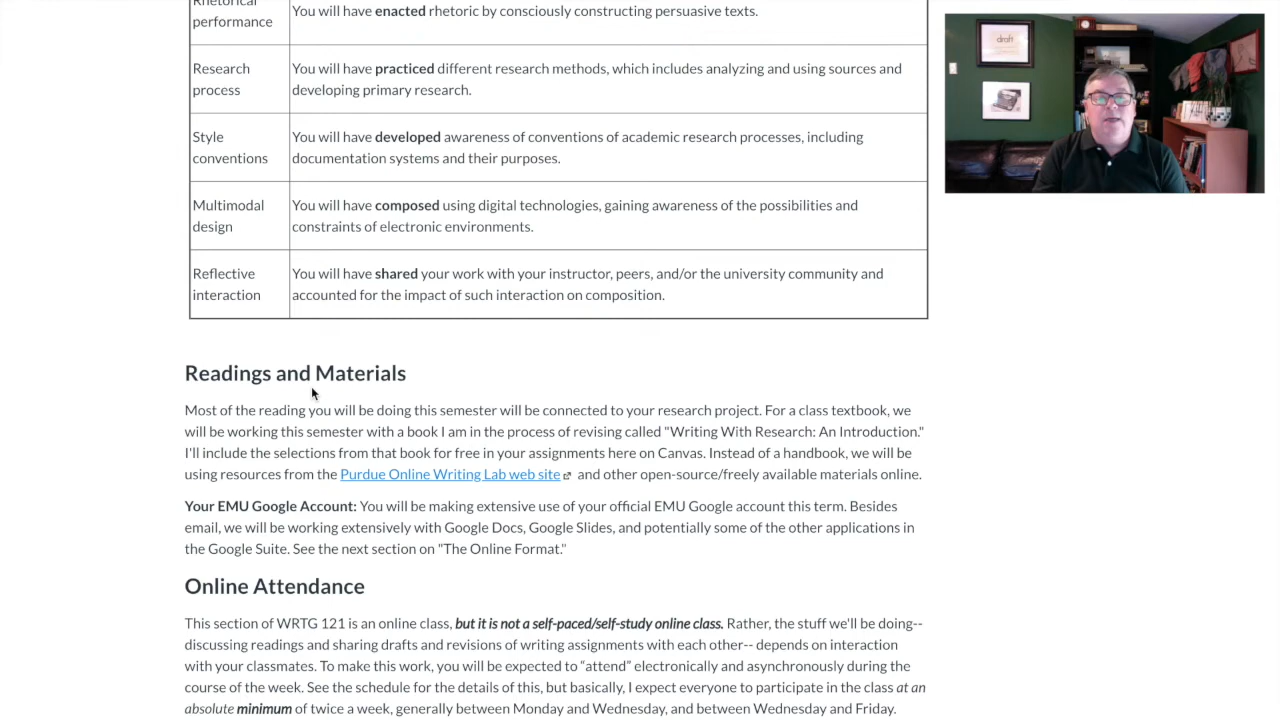 Rhetorical
performance
You will have enacted rhetoric by consciously constructing persuasive texts.
Research
process
You will have practiced different research methods, which includes analyzing and using sources and
developing primary research.
Style
conventions
You will have developed awareness of conventions of academic research processes, including
documentation systems and their purposes.
Multimodal
design
You will have composed using digital technologies, gaining awareness of the possibilities and
constraints of electronic environments.
Reflective
interaction
You will have shared your work with your instructor, peers, and/or the university community and
accounted for the impact of such interaction on composition.
Readings and Materials
Most of the reading you will be doing this semester will be connected to your research project. For a class textbook, we
will be working this semester with a book I am in the process of revising called "Writing With Research: An Introduction."
I'll include the selections from that book for free in your assignments here on Canvas. Instead of a handbook, we will be
using resources from the Purdue Online Writing Lab web site and other open-source/freely available materials online.
Your EMU Google Account: You will be making extensive use of your official EMU Google account this term. Besides
email, we will be working extensively with Google Docs, Google Slides, and potentially some of the other applications in
the Google Suite. See the next section on "The Online Format."
Online Attendance
This section of WRTG 121 is an online class, but it is not a self-paced/self-study online class. Rather, the stuff we'll be doing--
discussing readings and sharing drafts and revisions of writing assignments with each other-- depends on interaction
with your classmates. To make this work, you will be expected to “attend” electronically and asynchronously during the
course of the week. See the schedule for the details of this, but basically, I expect everyone to participate in the class at an
absolute minimum of twice a week, generally between Monday and Wednesday, and between Wednesday and Friday.
draft